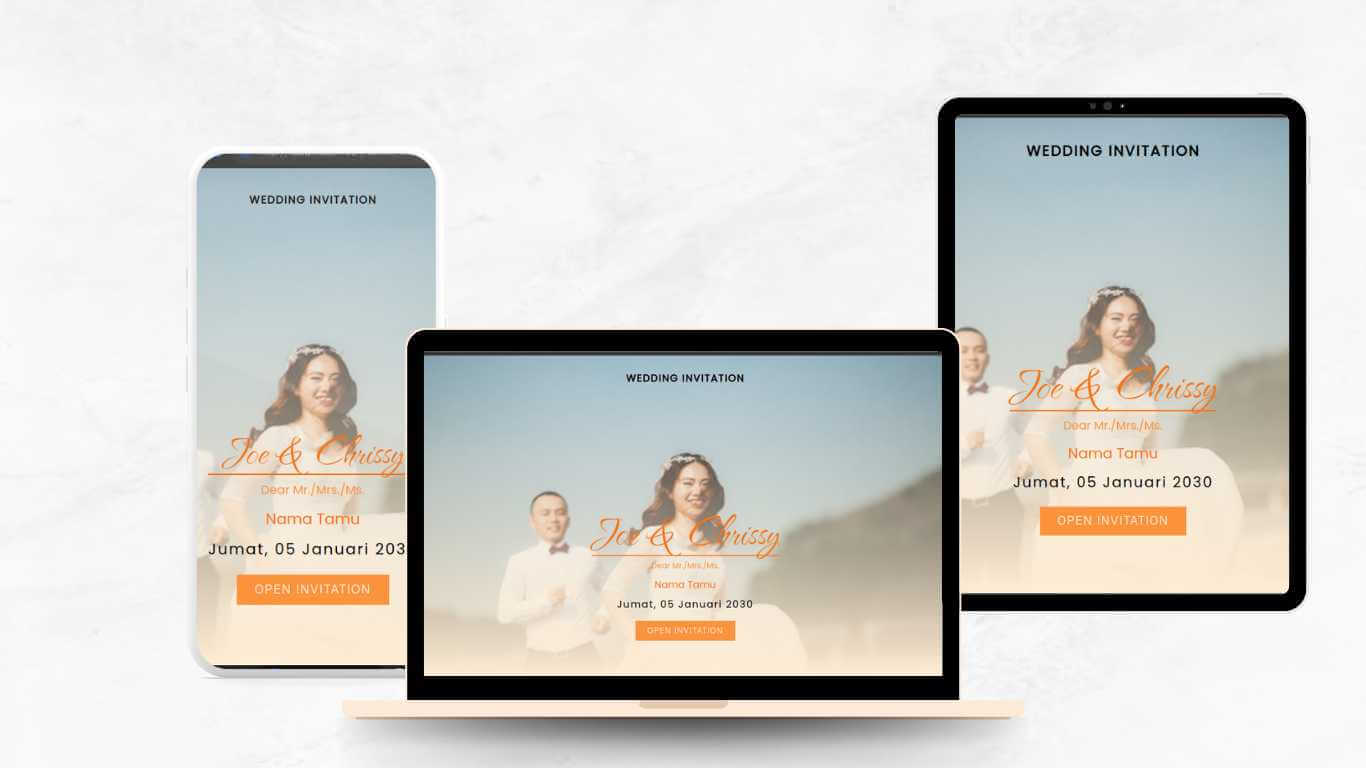 WEDDING INVITATION
Joe & Chrissy
Dear Mr./Mrs./Ms.
Nama Tamu
Jumat, 05 Januari 203
OPEN INVITATION
WEDDING INVITATION
Joe & Chrissy
Dear Mr./Mrs./Ms.
Nama Tamu
Jumat, 05 Januari 2030
OPEN INVITATION
WEDDING INVITATION
Joe & Chrissy
Dear Mr./Mrs./Ms.
Nama Tamu
Jumat, 05 Januari 2030
OPEN INVITATION